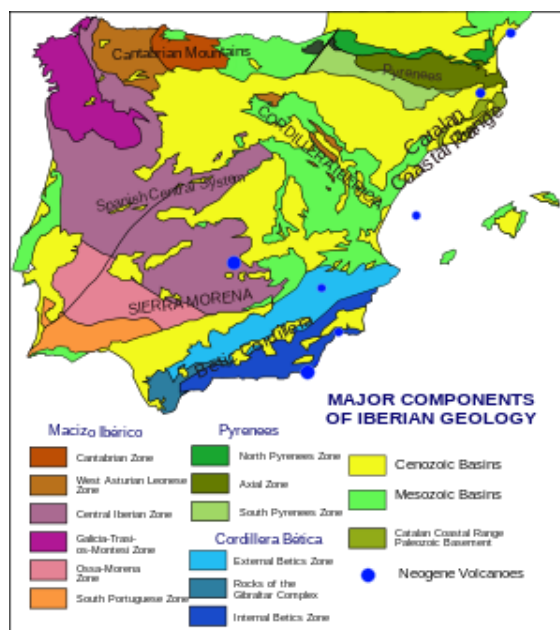 Cantabrian Mountains
Pyrenees
CORDILLERA IBERICA
Catalan
Coastal Range
Spanish Central System
SIERRA MORENA
Betic Cordillera
MAJOR COMPONENTS
OF IBERIAN GEOLOGY
Macizo Ibérico
Cantabrian Zone
West Asturian Leonese
Zone
Central Iberian Zone
Galicia-Trasi-
os-Montesi Zone
Ossa-Morena
Zone
South Portuguese Zone
Pyrenees
North Pyrenees Zone
Axial Zone
South Pyrenees Zone
Cordillera Bética
External Betics Zone
Rocks of the
Gibraltar Complex
Internal Betics Zone
Cenozoic Basins
Mesozoic Basins
Catalan Coastal Range
Paleozoic Basement
Neogene Volcanoes